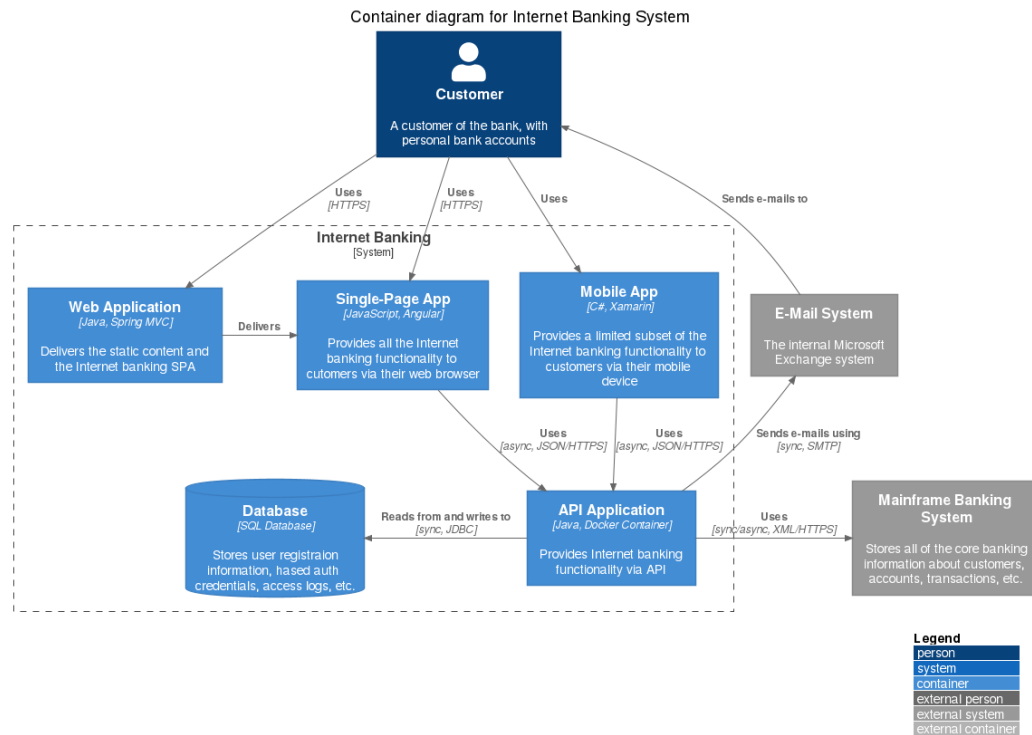 Container diagram for Internet Banking System
Customer
A customer of the bank, with
personal bank accounts
Uses
[HTTPS]
Uses
[HTTPS]
Uses
Sends e-mails to
Internet Banking
[System]
Web Application
[Java, Spring MVC]
Delivers the static content and
the Internet banking SPA
Delivers
Single-Page App
[JavaScript, Angular]
Provides all the Internet
banking functionality to
cutomers via their web browser
Mobile App
[C#, Xamarin]
Provides a limited subset of the
Internet banking functionality to
customers via their mobile
device
E-Mail System
The internal Microsoft
Exchange system
Uses
[async, JSON/HTTPS]
Uses
[async, JSON/HTTPS]
Sends e-mails using
[sync, SMTP]
Database
[SQL Database]
Stores user registraion
information, hased auth
credentials, access logs, etc.
Reads from and writes to
[sync, JDBC]
API Application
[Java, Docker Container]
Provides Internet banking
functionality via API
Uses
[sync/async, XML/HTTPS]
Mainframe Banking
System
Stores all of the core banking
information about customers,
accounts, transactions, etc.
Legend
person
system
container
external person
external system
external container